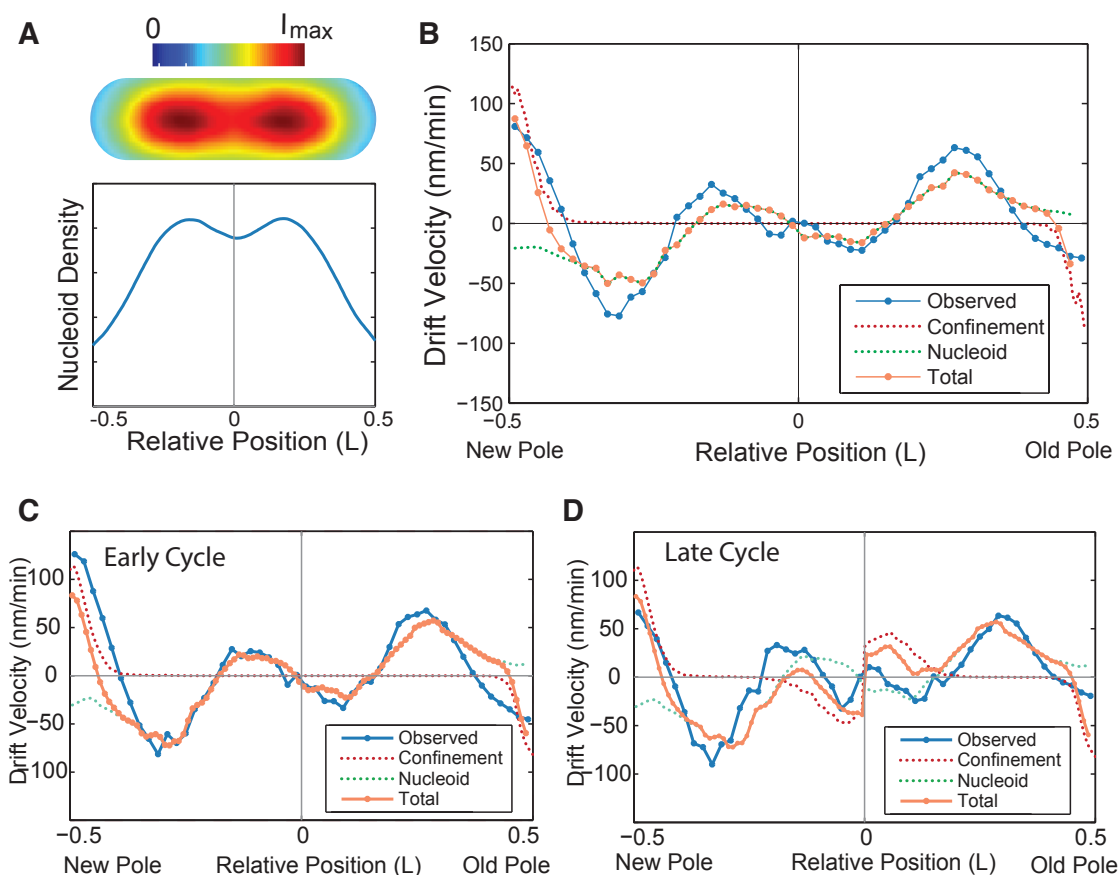 A
0
Imax
Nucleoid Density
-0.5
0
0.5
Relative Position (L)
B
Drift Velocity (nm/min)
150
100
50
0
−50
−100
−150
−0.5
0
0.5
New Pole
Relative Position (L)
Old Pole
Observed
Confinement
Nucleoid
Total
C
Early Cycle
Drift Velocity (nm/min)
100
50
0
−50
100
−0.5
0
0.5
New Pole
Relative Position (L)
Old Pole
Observed
Confinement
Nucleoid
Total
D
Late Cycle
Drift Velocity (nm/min)
100
50
0
−50
100
−0.5
0
0.5
New Pole
Relative Position (L)
Old Pole
Observed
Confinement
Nucleoid
Total